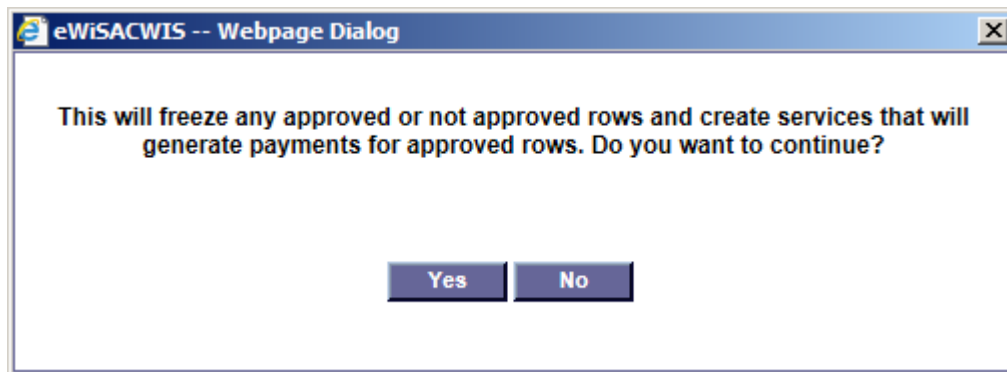 eWiSACWIS -- Webpage Dialog
This will freeze any approved or not approved rows and create services that will
generate payments for approved rows. Do you want to continue?
Yes No